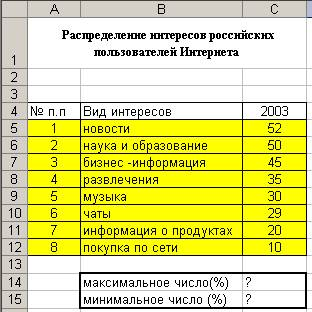 A B C
1 Распределение интересов российских
пользователей Интернета
2
3
4 № п.п Вид интересов 2003
5 1 новости 52
6 2 наука и образование 50
7 3 бизнес -информация 45
8 4 развлечения 35
9 5 музыка 30
10 6 чаты 29
11 7 информация о продуктах 20
12 8 покупка по сети 10
13
14 максимальное число(%) ?
15 минимальное число (%) ?